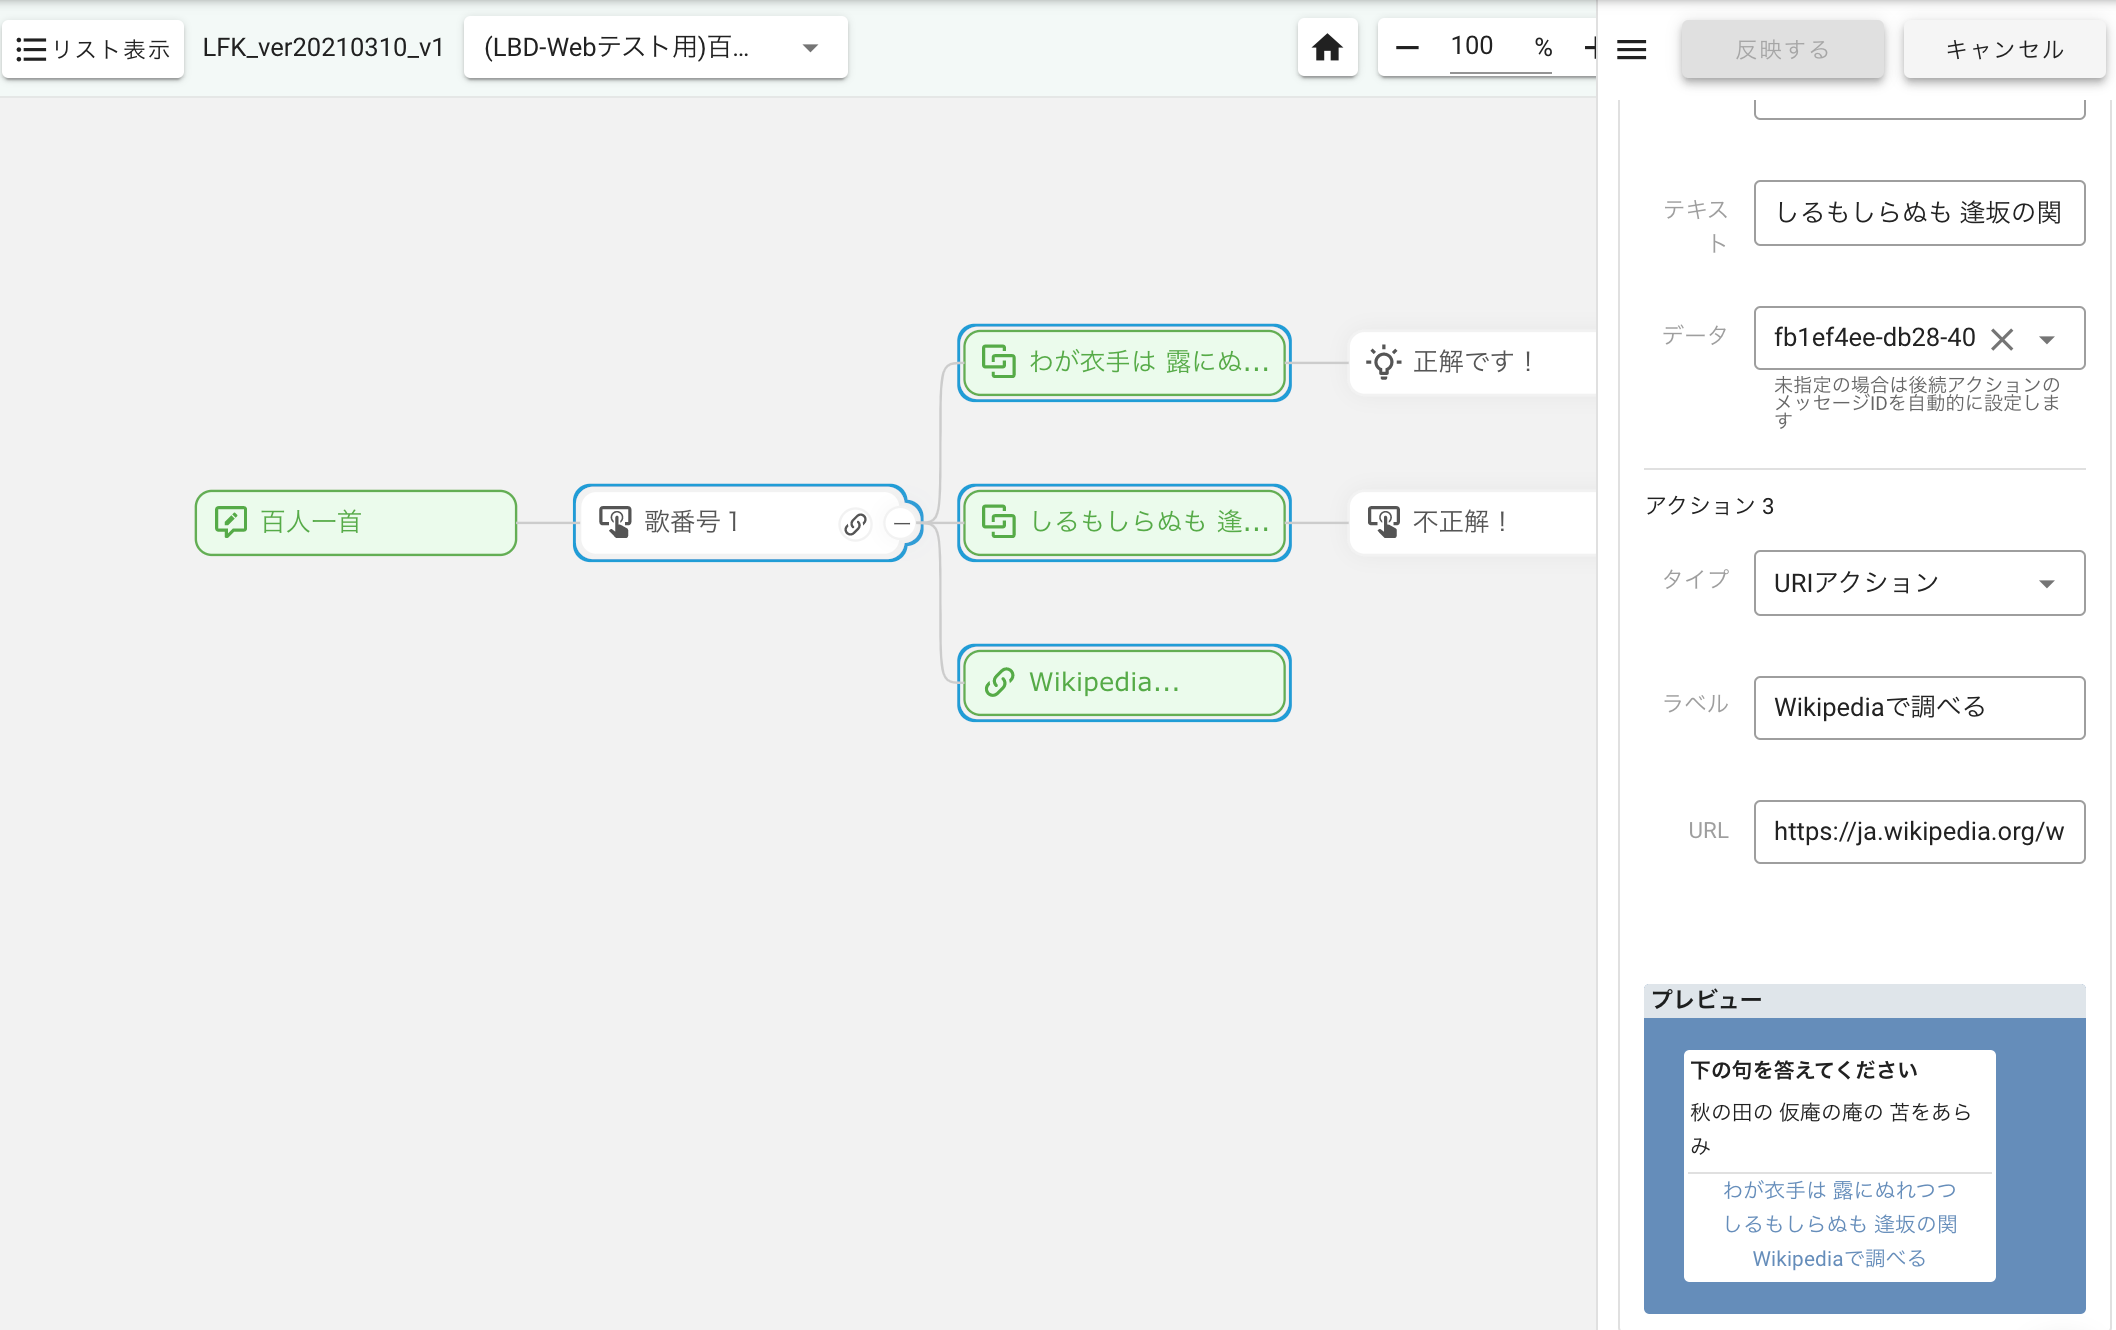 リスト表示
LFK_ver20210310_v1
(LBD-Webテスト用)百...
100 %
反映する
キャンセル
百人一首
歌番号 1
わが衣手は 露にぬ...
しるもしらぬも 逢...
Wikipedia...
正解です！
不正解！
テキス
ト
しるもしらぬも 逢坂の関
データ
fb1ef4ee-db28-40
未指定の場合は後続アクションの
メッセージIDを自動的に設定しま
す
アクション 3
タイプ
URIアクション
ラベル
Wikipediaで調べる
URL
https://ja.wikipedia.org/w
プレビュー
下の句を答えてください
秋の田の 仮庵の庵の 苫をあら
み
わが衣手は 露にぬれつつ
しるもしらぬも 逢坂の関
Wikipediaで調べる